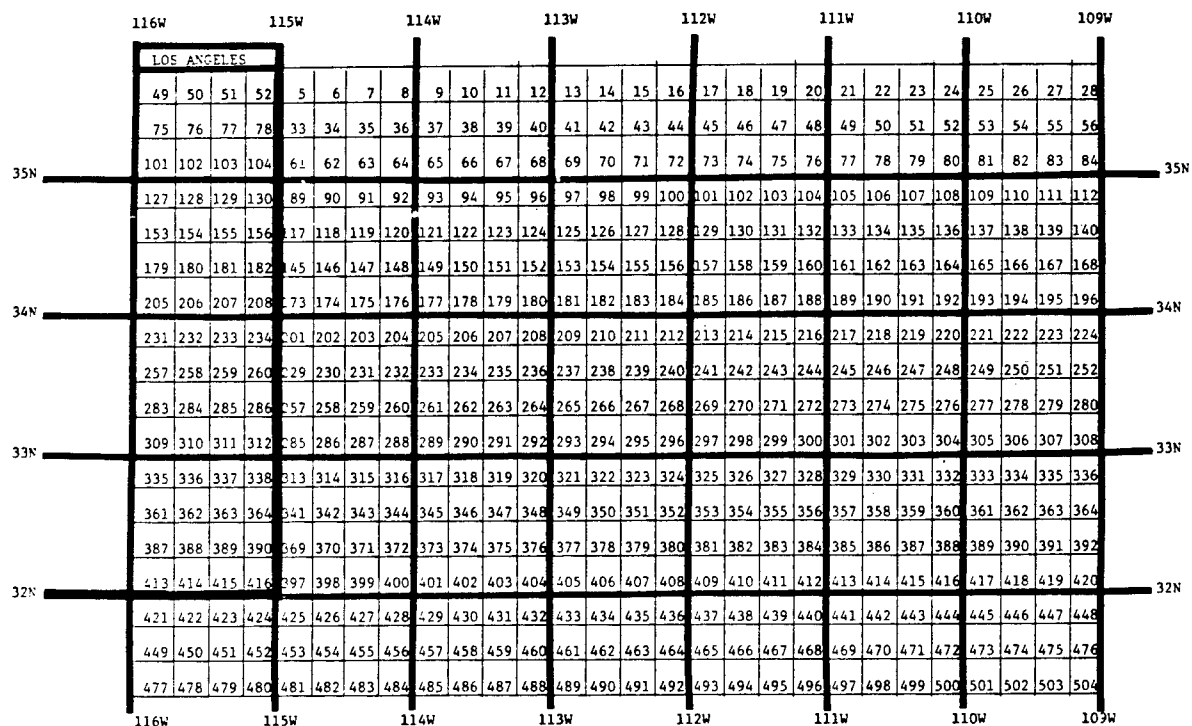 116W 115W 114W 113W 112W 111W 110W 109W
LOS ANGELES
49 50 51 52 5 6 7 8 9 10 11 12 13 14 15 16 17 18 19 20 21 22 23 24 25 26 27 28
75 76 77 78 33 34 35 36 37 38 39 40 41 42 43 44 45 46 47 48 49 50 51 52 53 54 55 56
101 102 103 104 61 62 63 64 65 66 67 68 69 70 71 72 73 74 75 76 77 78 79 80 81 82 83 84
35N 35N
127 128 129 130 89 90 91 92 93 94 95 96 97 98 99 100 101 102 103 104 105 106 107 108 109 110 111 112
153 154 155 156 117 118 119 120 121 122 123 124 125 126 127 128 129 130 131 132 133 134 135 136 137 138 139 140
179 180 181 182 145 146 147 148 149 150 151 152 153 154 155 156 157 158 159 160 161 162 163 164 165 166 167 168
205 206 207 208 173 174 175 176 177 178 179 180 181 182 183 184 185 186 187 188 189 190 191 192 193 194 195 196
34N 34N
231 232 233 234 201 202 203 204 205 206 207 208 209 210 211 212 213 214 215 216 217 218 219 220 221 222 223 224
257 258 259 260 229 230 231 232 233 234 235 236 237 238 239 240 241 242 243 244 245 246 247 248 249 250 251 252
283 284 285 286 257 258 259 260 261 262 263 264 265 266 267 268 269 270 271 272 273 274 275 276 277 278 279 280
309 310 311 312 285 286 287 288 289 290 291 292 293 294 295 296 297 298 299 300 301 302 303 304 305 306 307 308
33N 33N
335 336 337 338 313 314 315 316 317 318 319 320 321 322 323 324 325 326 327 328 329 330 331 332 333 334 335 336
361 362 363 364 341 342 343 344 345 346 347 348 349 350 351 352 353 354 355 356 357 358 359 360 361 362 363 364
387 388 389 390 369 370 371 372 373 374 375 376 377 378 379 380 381 382 383 384 385 386 387 388 389 390 391 392
413 414 415 416 397 398 399 400 401 402 403 404 405 406 407 408 409 410 411 412 413 414 415 416 417 418 419 420
32N 32N
421 422 423 424 425 426 427 428 429 430 431 432 433 434 435 436 437 438 439 440 441 442 443 444 445 446 447 448
449 450 451 452 453 454 455 456 457 458 459 460 461 462 463 464 465 466 467 468 469 470 471 472 473 474 475 476
477 478 479 480 481 482 483 484 485 486 487 488 489 490 491 492 493 494 495 496 497 498 499 500 501 502 503 504
116W 115W 114W 113W 112W 111W 110W 109W